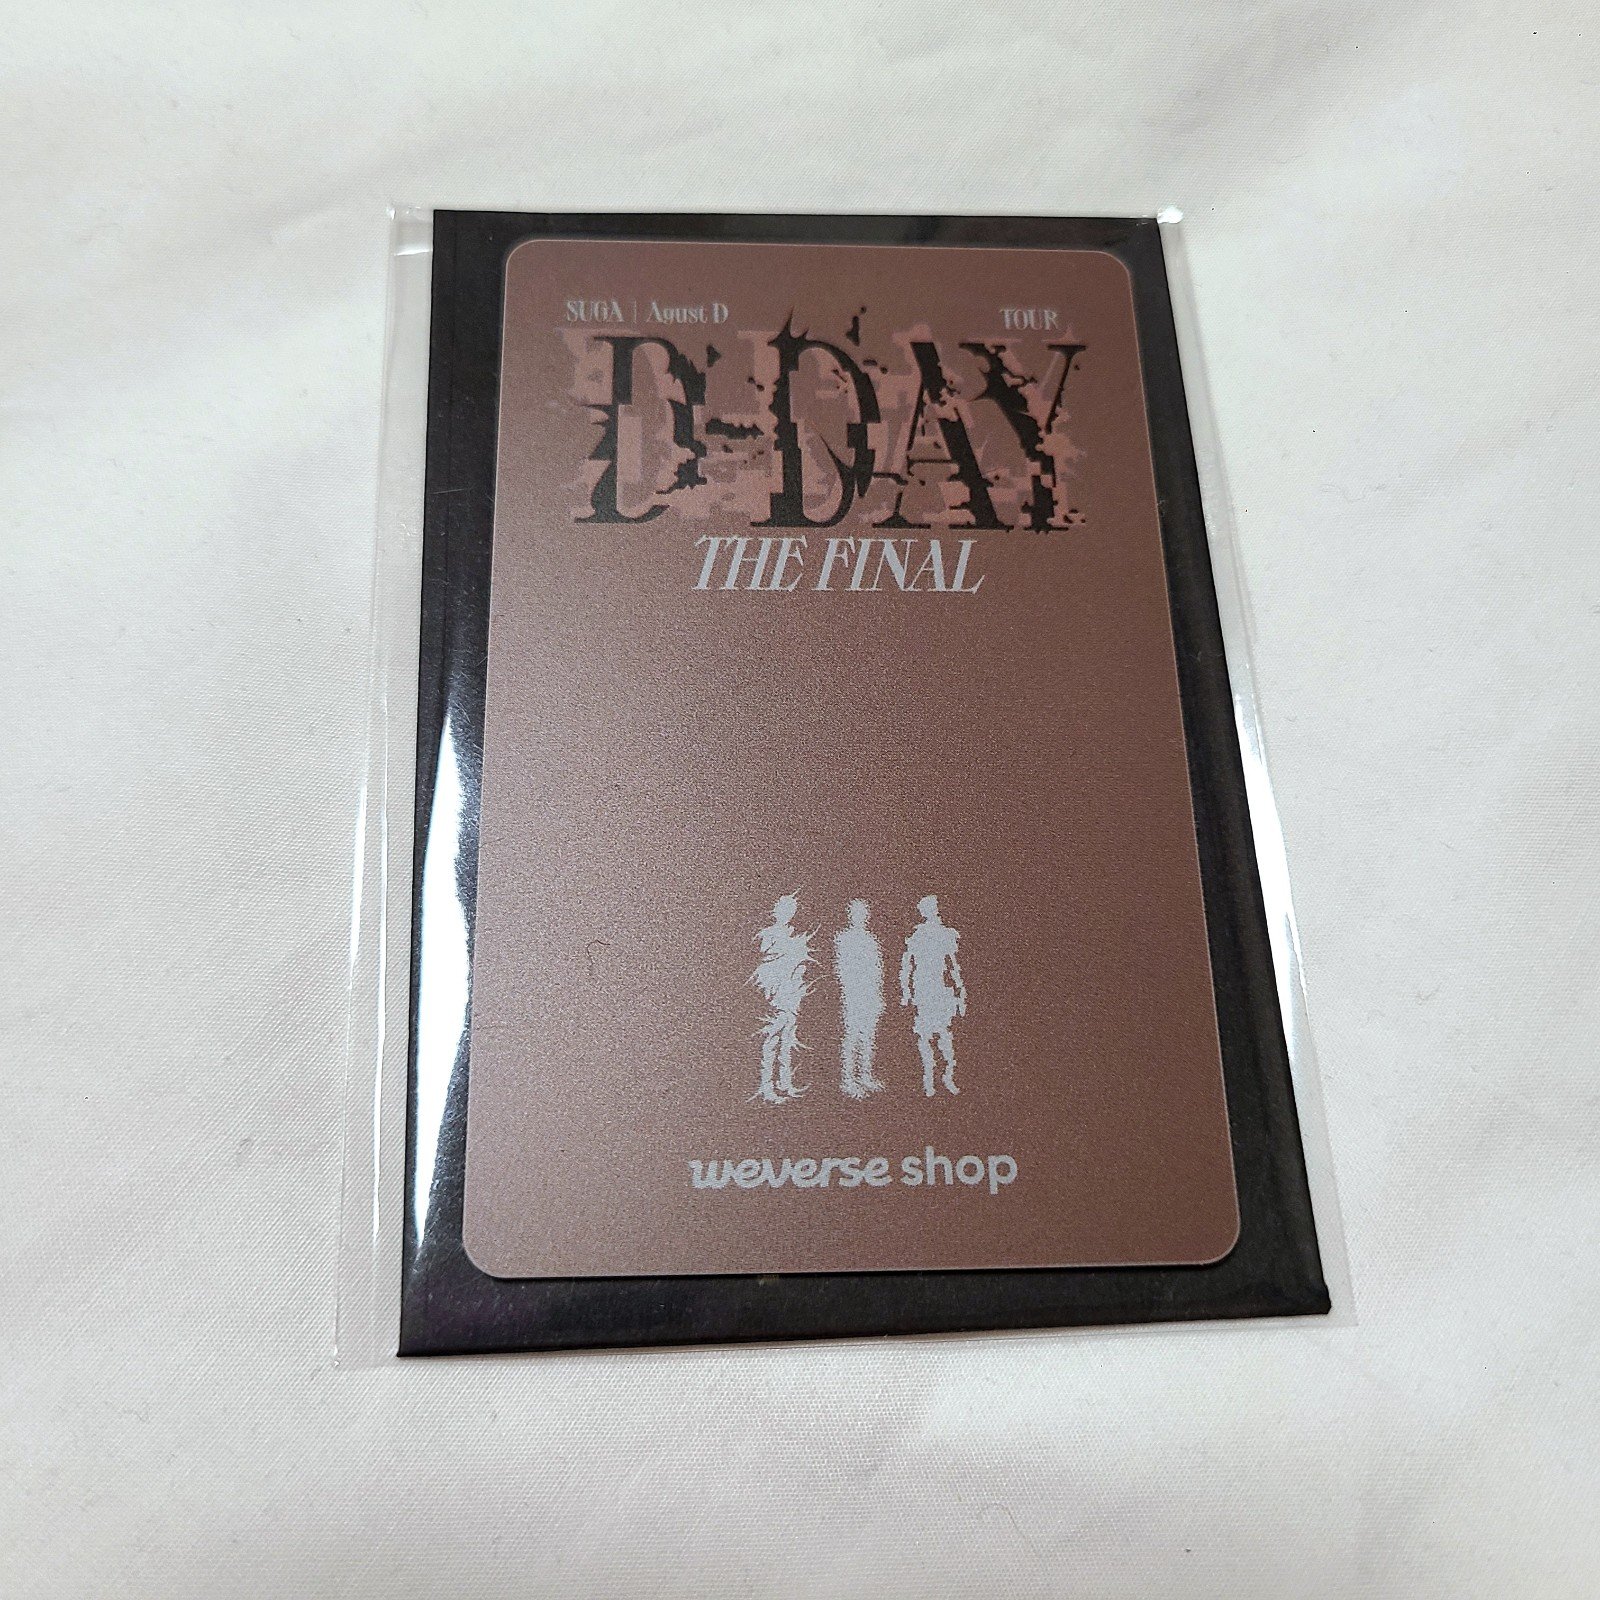 SUGA | Agust D TOUR
D-DAY
THE FINAL
weverse shop